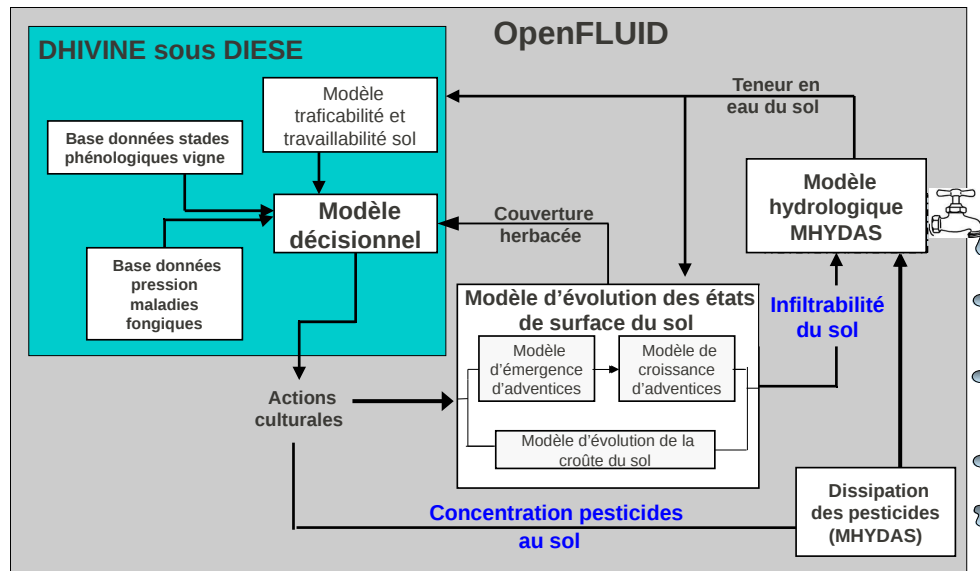 OpenFLUID
DHIVINE sous DIESE
Modèle
traficabilité et
travaillabilité sol
Teneur en
eau du sol
Base données stades
phénologiques vigne
Modèle
décisionnel
Couverture
herbacée
Modèle
hydrologique
MHYDAS
Base données
pression
maladies
fongiques
Modèle d’évolution des états
de surface du sol
Infiltrabilité
du sol
Modèle
d’émergence
d’adventices
Modèle de
croissance
d’adventices
Actions
culturales
Modèle d’évolution de la
croûte du sol
Dissipation
des pesticides
(MHYDAS)
Concentration pesticides
au sol